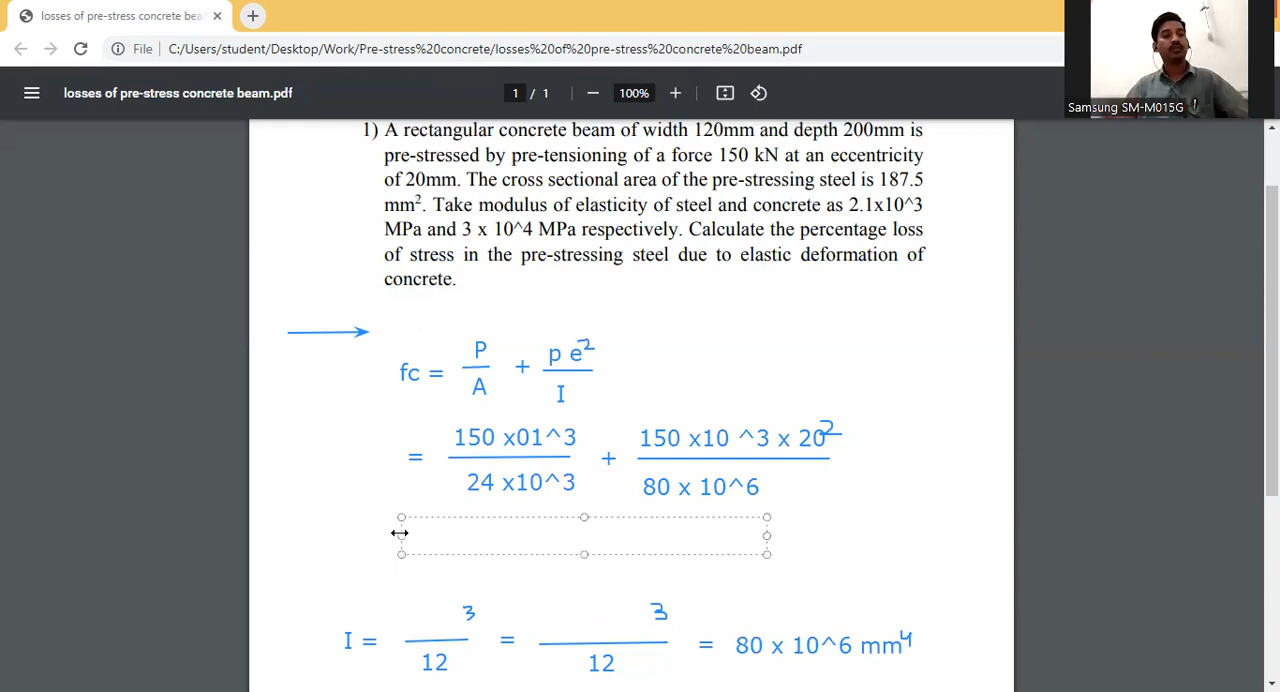 losses of pre-stress concrete bea
File C:/Users/student/Desktop/Work/Pre-stress%20concrete/losses%20of%20pre-stress%20concrete%20beam.pdf
losses of pre-stress concrete beam.pdf 1 / 1 100%
Samsung SM-M015G
1) A rectangular concrete beam of width 120mm and depth 200mm is
pre-stressed by pre-tensioning of a force 150 kN at an eccentricity
of 20mm. The cross sectional area of the pre-stressing steel is 187.5
mm². Take modulus of elasticity of steel and concrete as 2.1x10^3
MPa and 3 x 10^4 MPa respectively. Calculate the percentage loss
of stress in the pre-stressing steel due to elastic deformation of
concrete.
P p e²
fc = +
A I
150 x01^3 150 x10 ^3 x 20²
= +
24 x10^3 80 x 10^6
3 3
I = = = 80 x 10^6 mm⁴
12 12